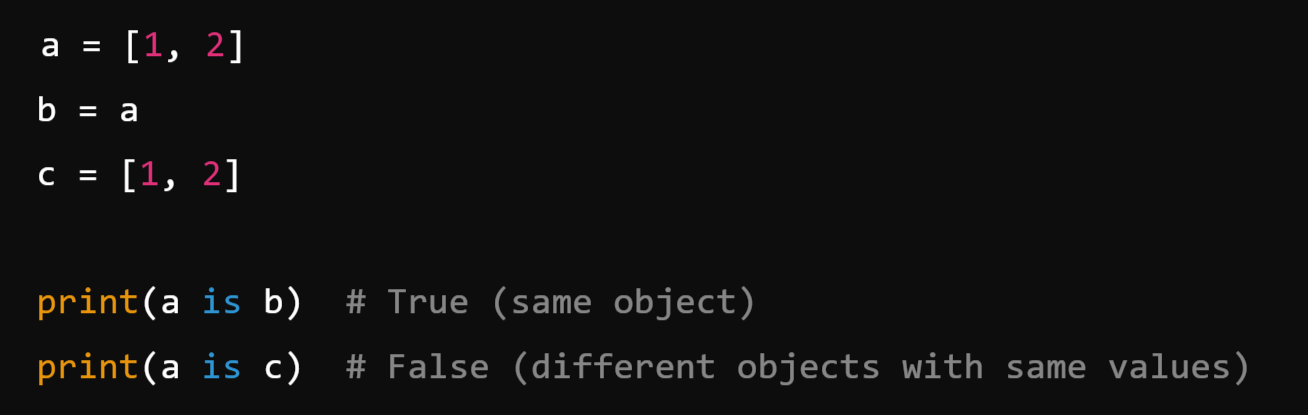 a = [1, 2]
b = a
c = [1, 2]
print(a is b)  # True (same object)
print(a is c)  # False (different objects with same values)